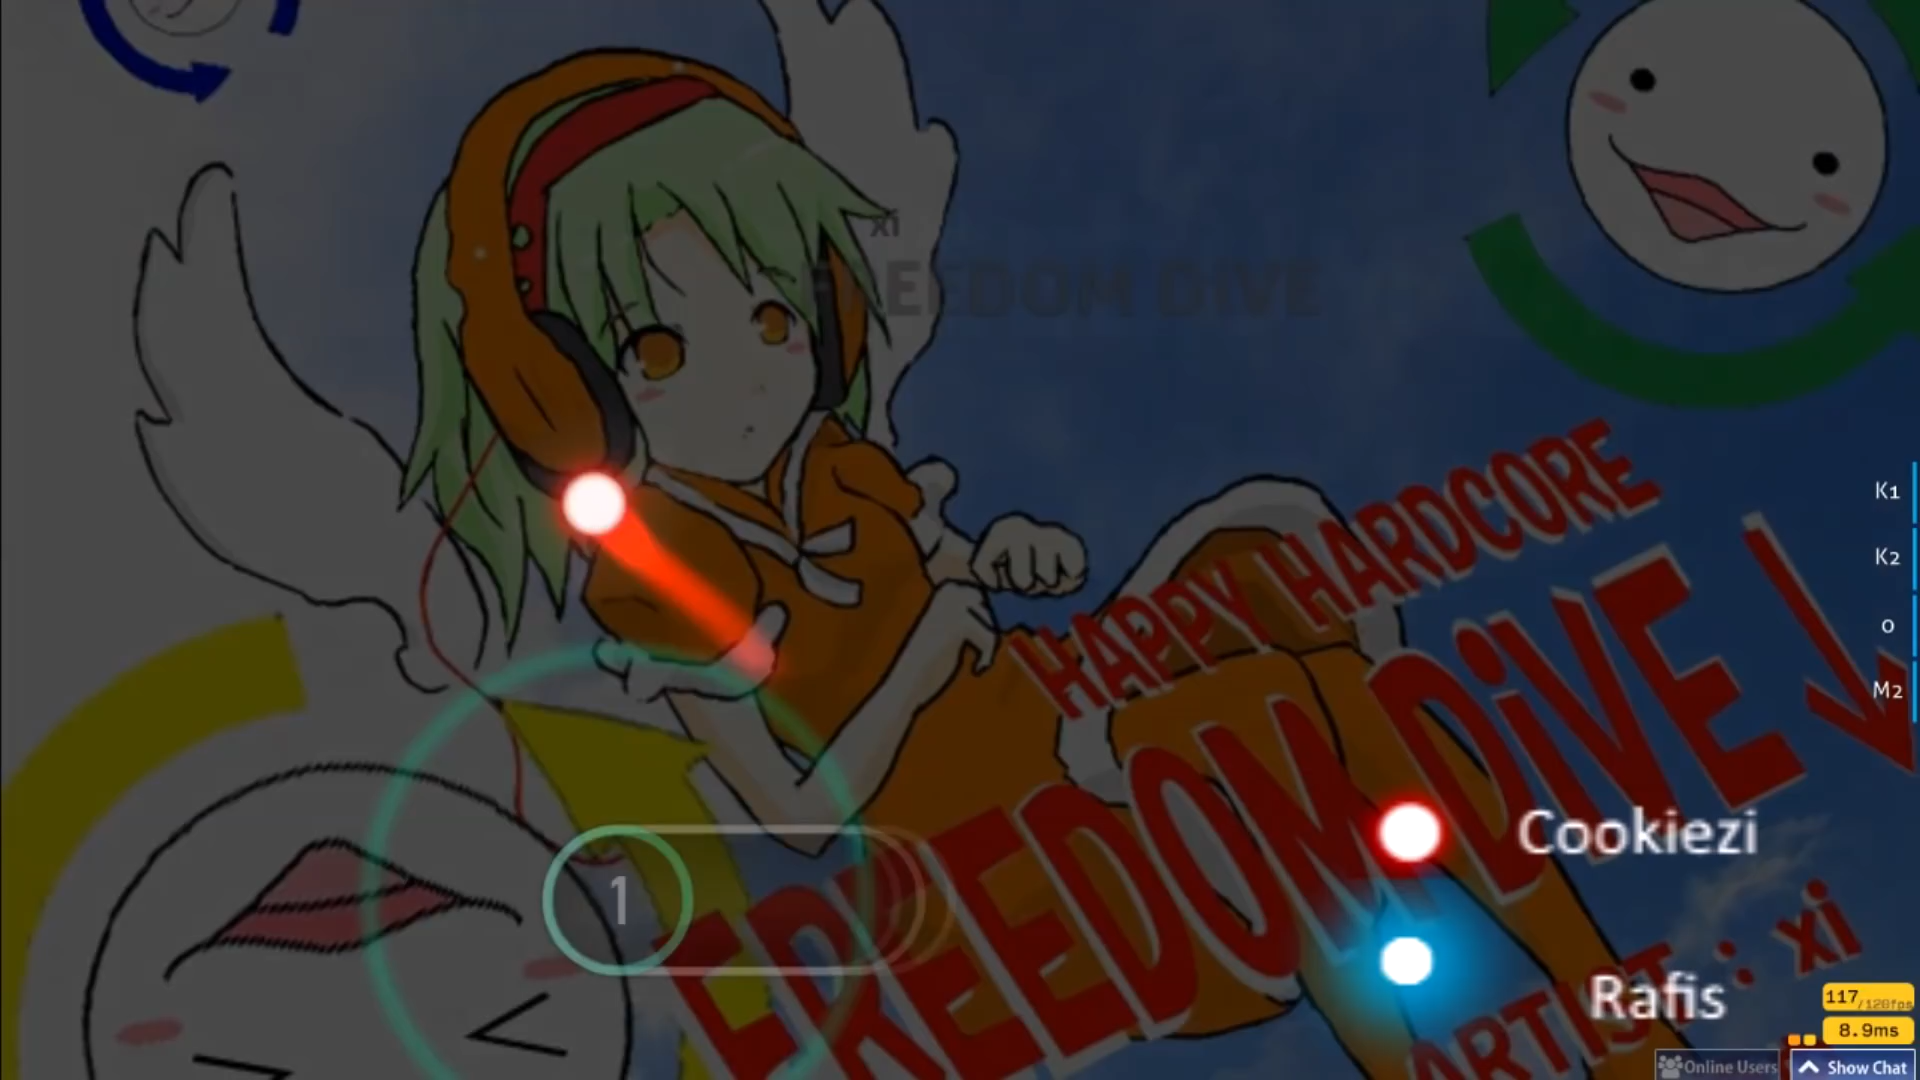 xi
FREEDOM DIVE
HAPPY HARDCORE
FREEDOM DiVE↓
ARTIST : xi
K1
K2
0
M2
1
Cookiezi
Rafis
117/120fps
8.9ms
Online Users
Show Chat